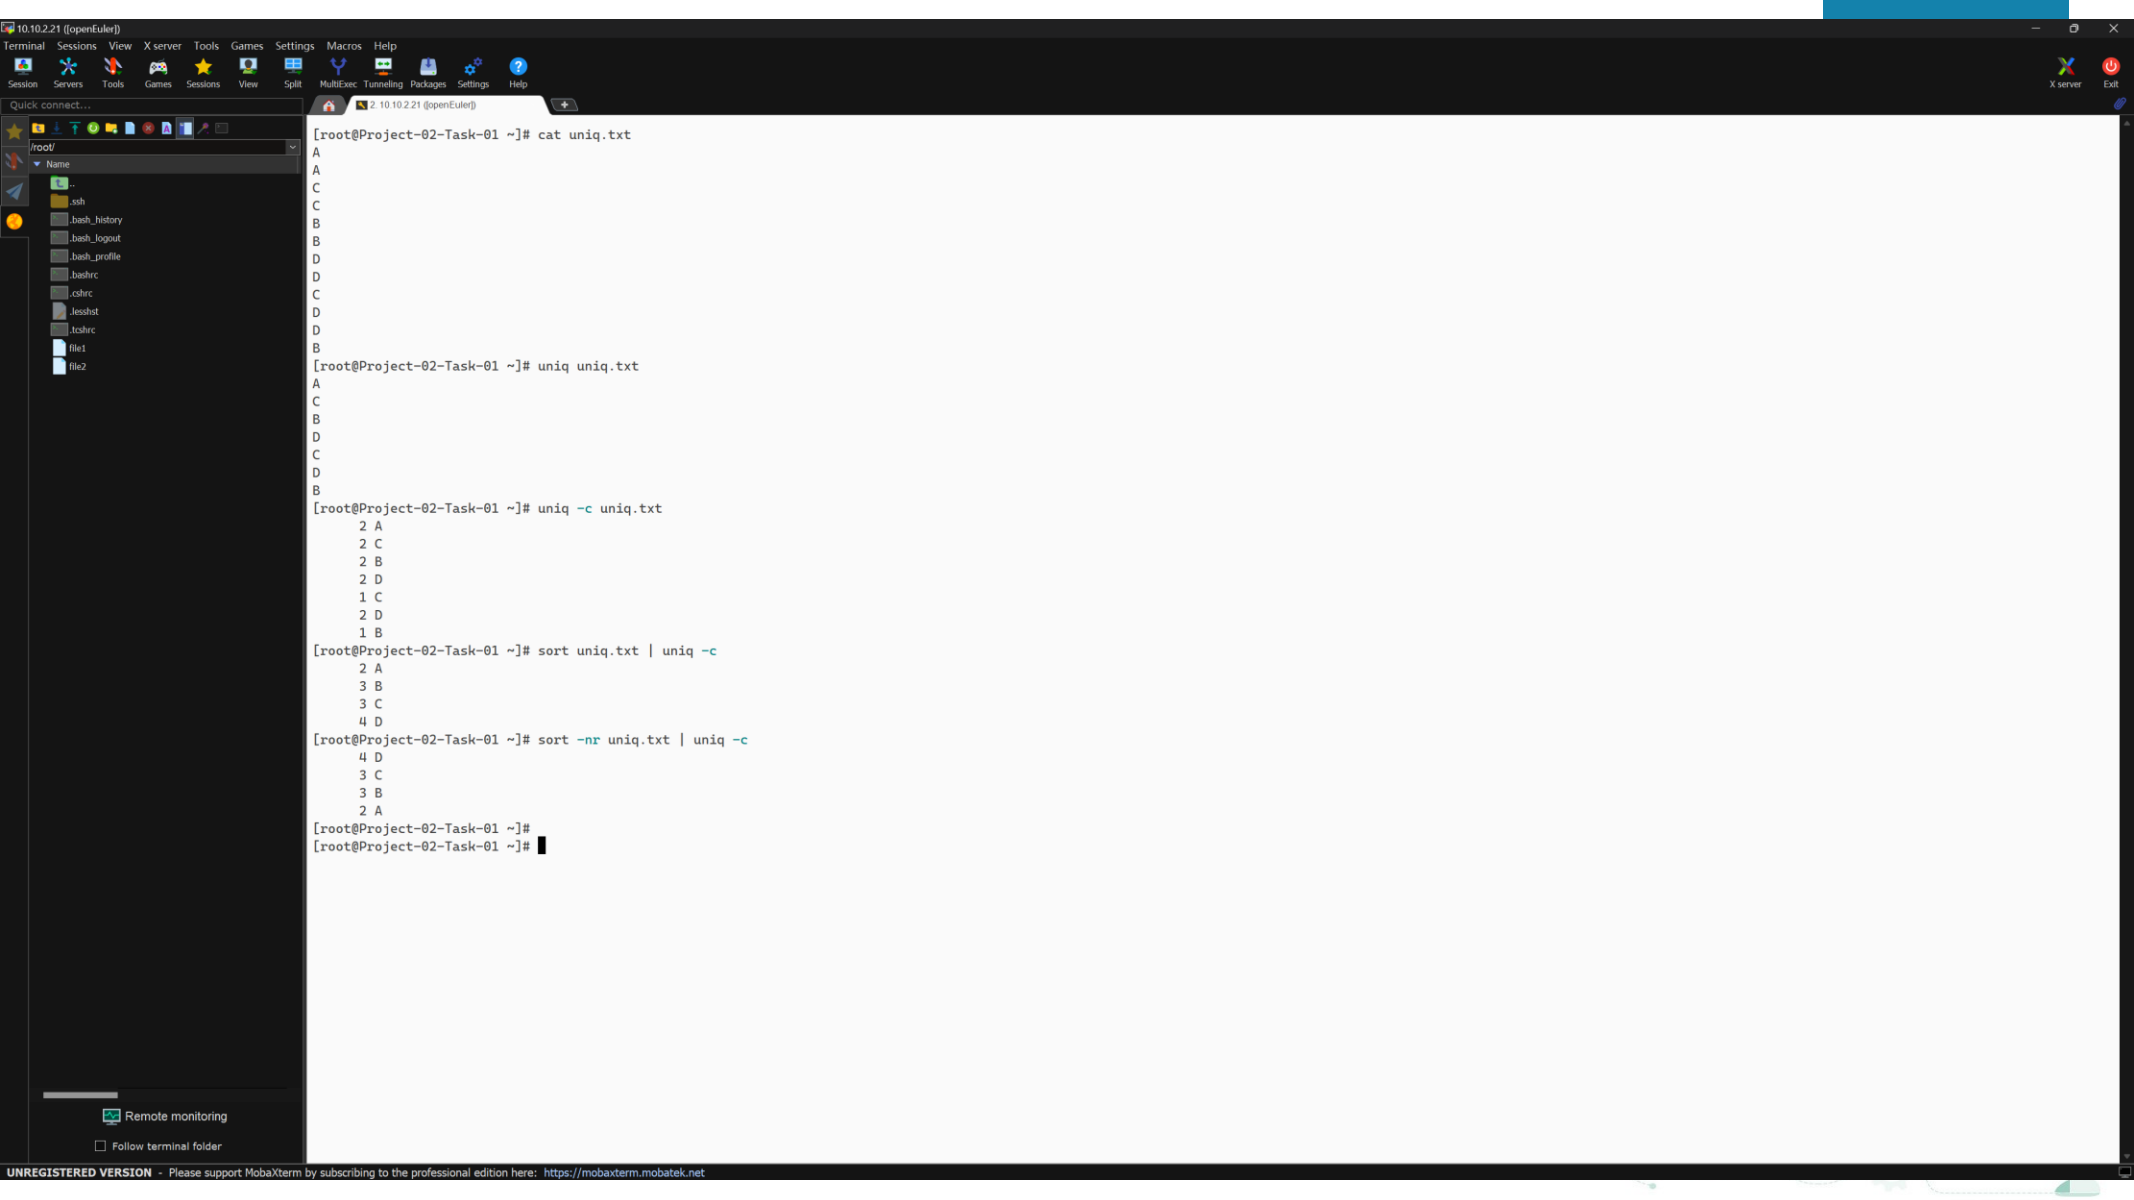 10.10.2.21 ([openEuler])
Terminal Sessions View X server Tools Games Settings Macros Help
Session Servers Tools Games Sessions View Split MultiExec Tunneling Packages Settings Help X server Exit
Quick connect...
2. 10.10.2.21 ([openEuler])
/root/
Name
..
.ssh
.bash_history
.bash_logout
.bash_profile
.bashrc
.cshrc
.lesshst
.tcshrc
file1
file2
[root@Project-02-Task-01 ~]# cat uniq.txt
A
A
C
C
B
B
D
D
C
D
D
B
[root@Project-02-Task-01 ~]# uniq uniq.txt
A
C
B
D
C
D
B
[root@Project-02-Task-01 ~]# uniq -c uniq.txt
2 A
2 C
2 B
2 D
1 C
2 D
1 B
[root@Project-02-Task-01 ~]# sort uniq.txt | uniq -c
2 A
3 B
3 C
4 D
[root@Project-02-Task-01 ~]# sort -nr uniq.txt | uniq -c
4 D
3 C
3 B
2 A
[root@Project-02-Task-01 ~]#
[root@Project-02-Task-01 ~]#
Remote monitoring
Follow terminal folder
UNREGISTERED VERSION - Please support MobaXterm by subscribing to the professional edition here: https://mobaxterm.mobatek.net